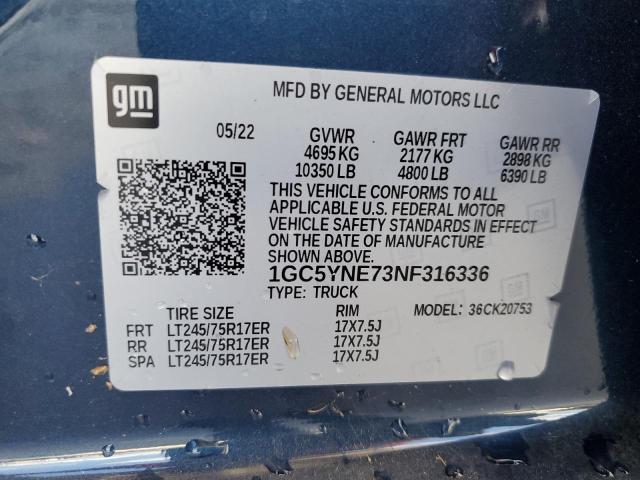 gm
MFD BY GENERAL MOTORS LLC
05/22 GVWR GAWR FRT GAWR RR
4695 KG 2177 KG 2898 KG
10350 LB 4800 LB 6390 LB
THIS VEHICLE CONFORMS TO ALL
APPLICABLE U.S. FEDERAL MOTOR
VEHICLE SAFETY STANDARDS IN EFFECT
ON THE DATE OF MANUFACTURE
SHOWN ABOVE.
1GC5YNE73NF316336
TYPE: TRUCK MODEL: 36CK20753
TIRE SIZE RIM
FRT LT245/75R17ER 17X7.5J
RR LT245/75R17ER 17X7.5J
SPA LT245/75R17ER 17X7.5J